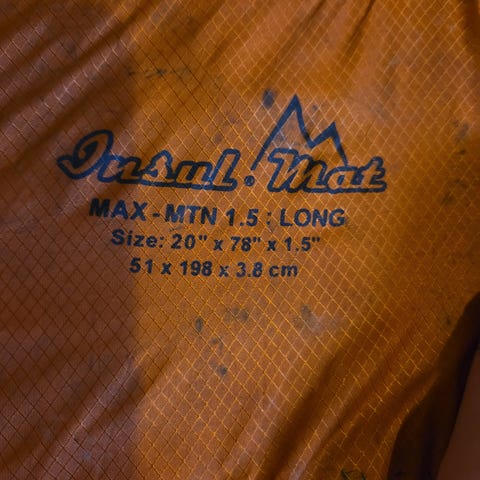 Insul. Mat
MAX - MTN 1.5 : LONG
Size: 20" x 78" x 1.5"
51 x 198 x 3.8 cm